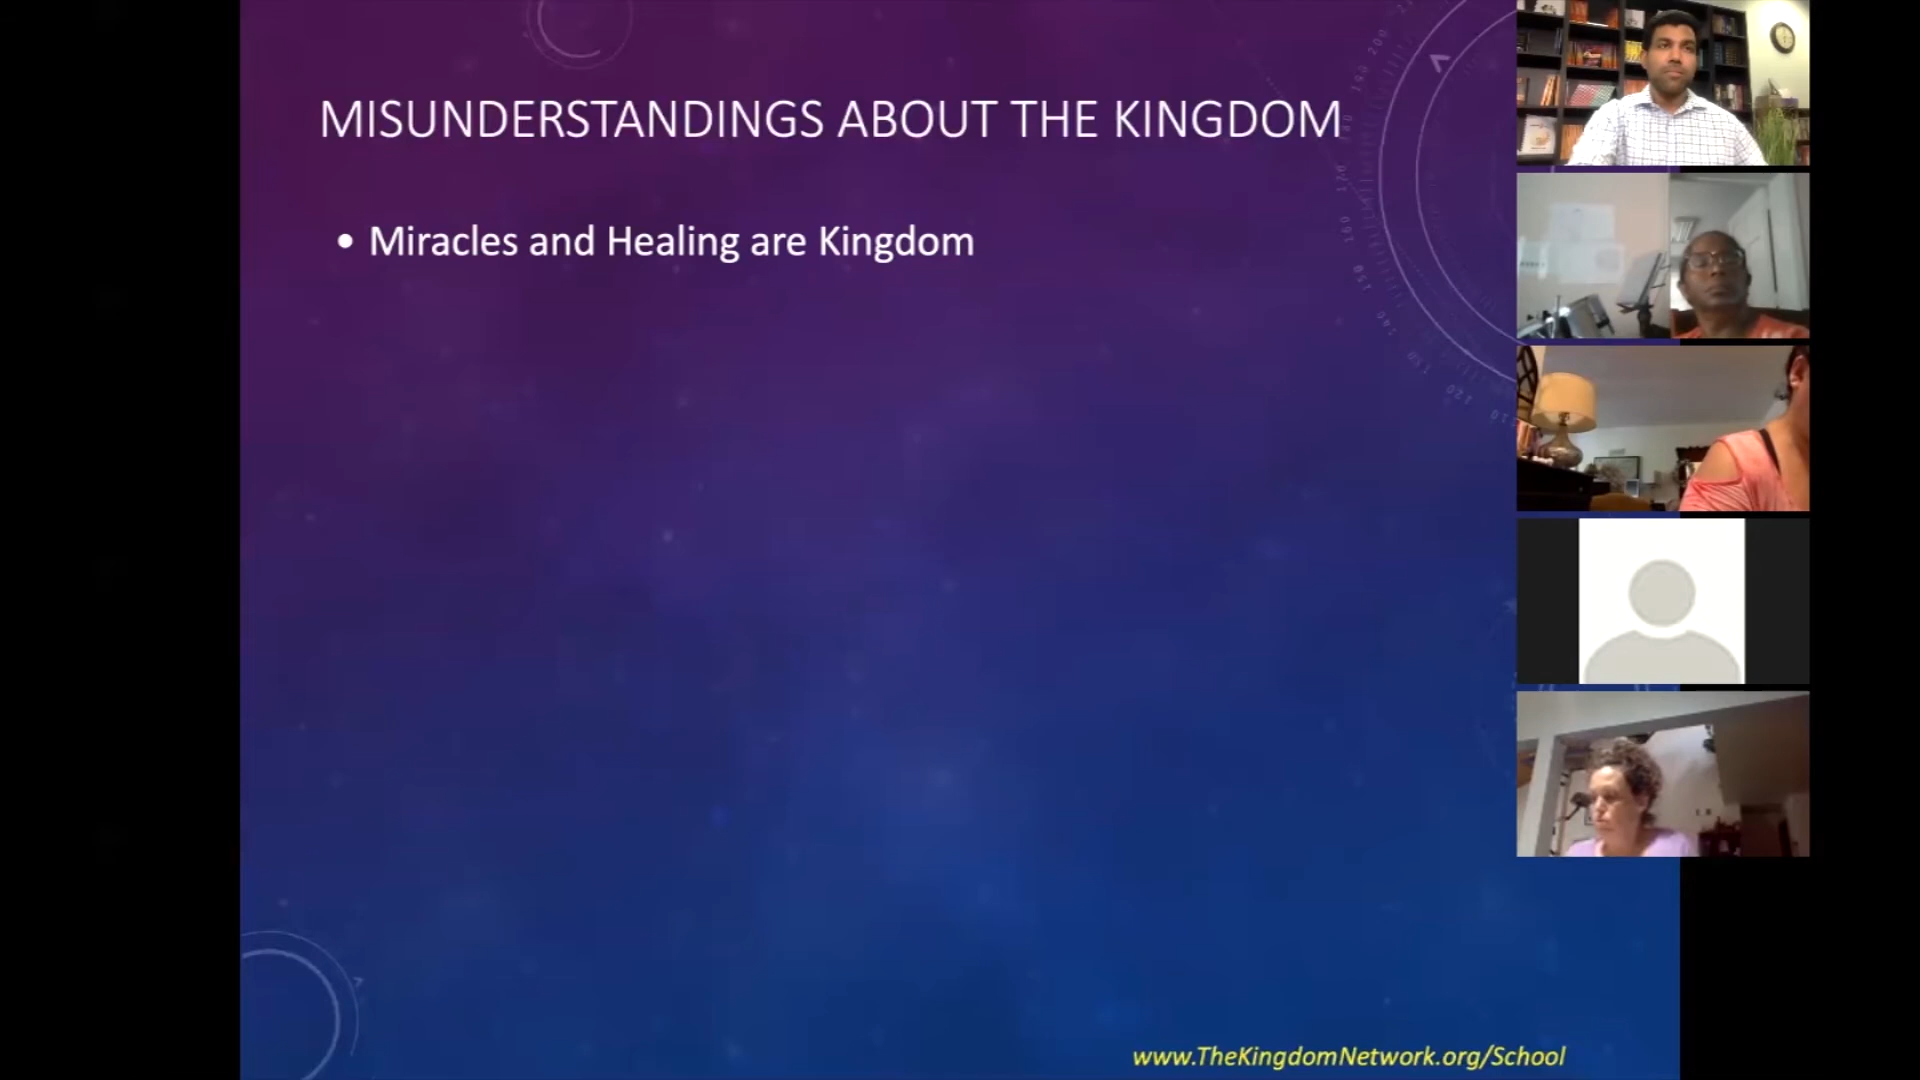 MISUNDERSTANDINGS ABOUT THE KINGDOM
• Miracles and Healing are Kingdom
www.TheKingdomNetwork.org/School